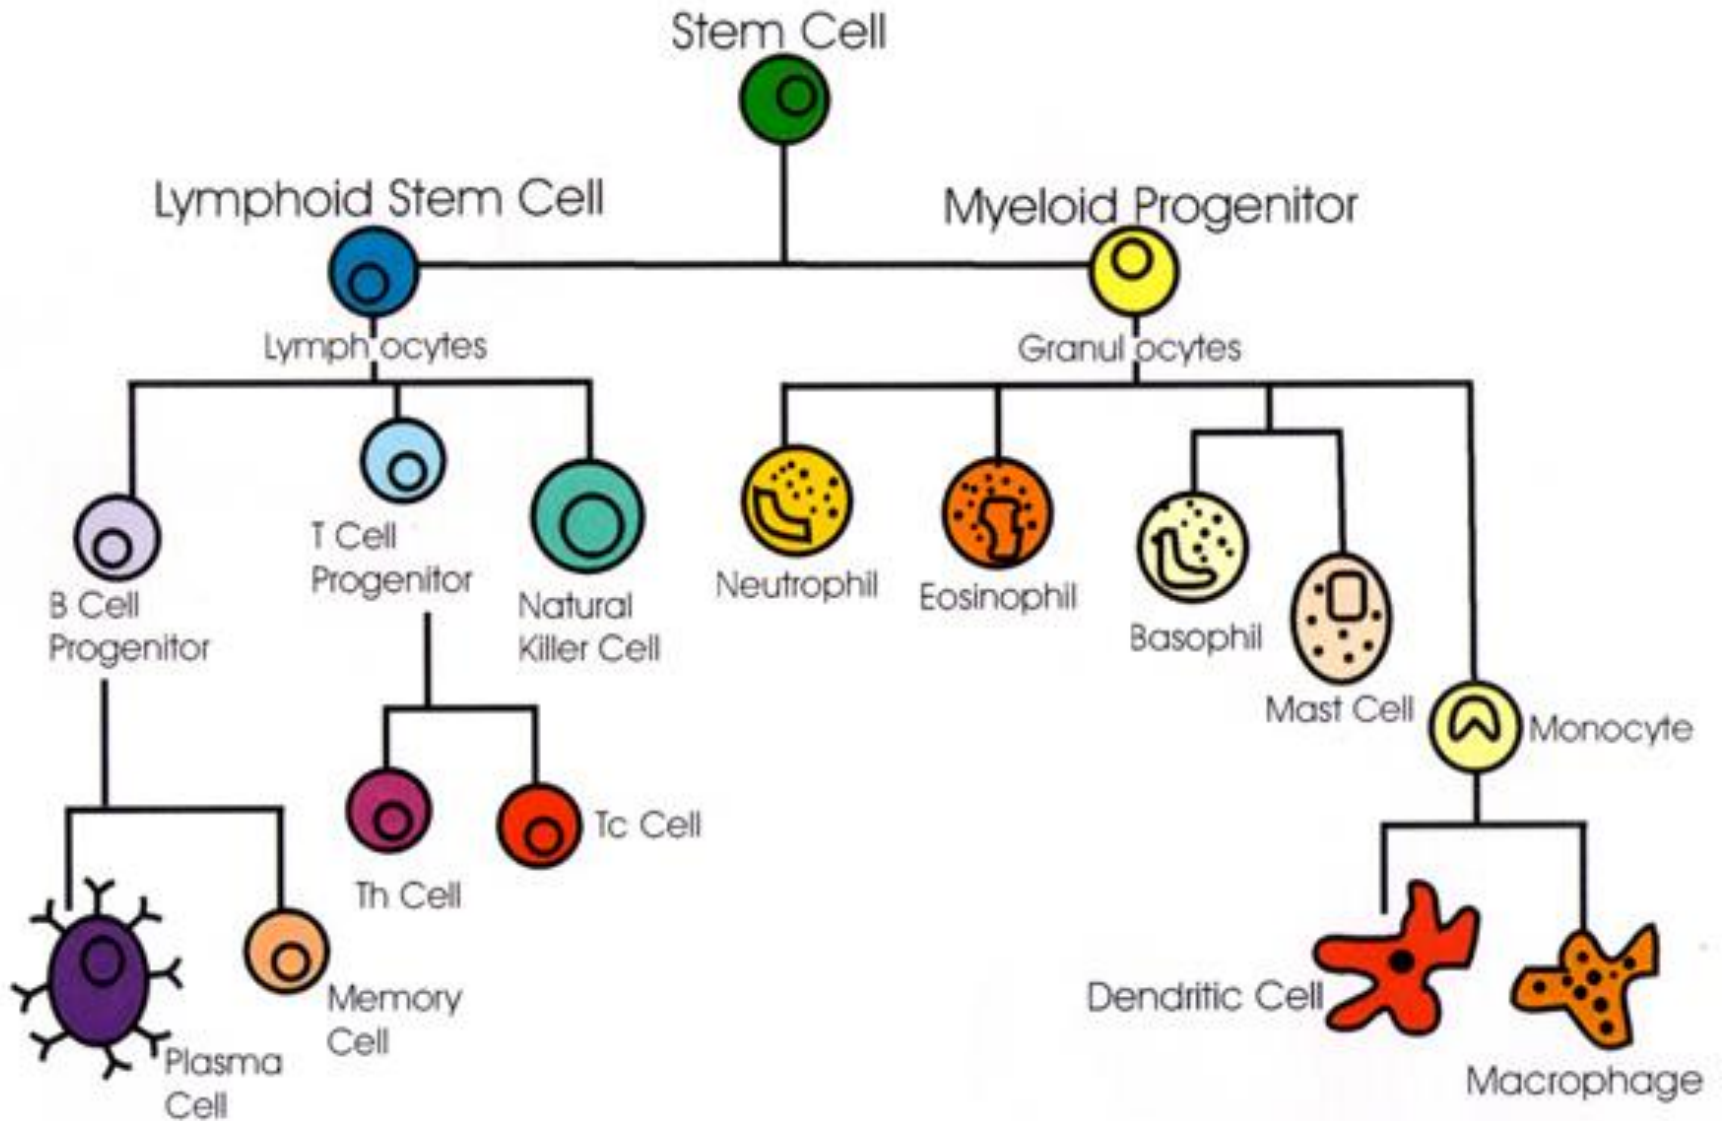 Stem Cell
Lymphoid Stem Cell
Myeloid Progenitor
Lymph ocytes
Granul ocytes
B Cell
Progenitor
T Cell
Progenitor
Natural
Killer Cell
Neutrophil
Eosinophil
Basophil
Mast Cell
Monocyte
Th Cell
Tc Cell
Plasma
Cell
Memory
Cell
Dendritic Cell
Macrophage